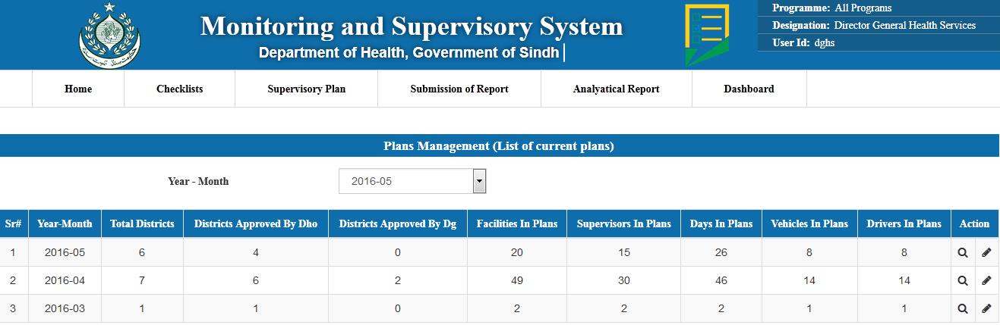 Monitoring and Supervisory System
Department of Health, Government of Sindh
Programme: All Programs
Designation: Director General Health Services
User Id: dghs
Home Checklists Supervisory Plan Submission of Report Analyatical Report Dashboard
Plans Management (List of current plans)
Year - Month 2016-05
Sr# Year-Month Total Districts Districts Approved By Dho Districts Approved By Dg Facilities In Plans Supervisors In Plans Days In Plans Vehicles In Plans Drivers In Plans Action
1 2016-05 6 4 0 20 15 26 8 8
2 2016-04 7 6 2 49 30 46 14 14
3 2016-03 1 1 0 2 2 2 1 1